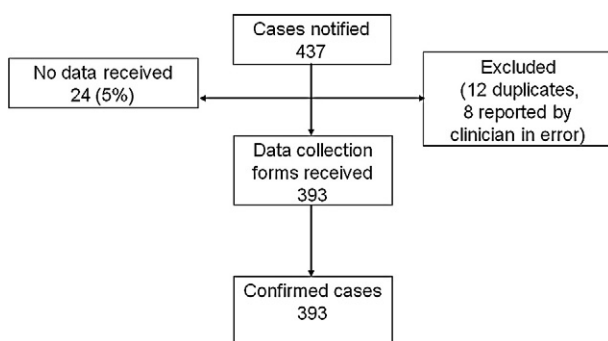 Cases notified
437
No data received
24 (5%)
Excluded
(12 duplicates,
8 reported by
clinician in error)
Data collection
forms received
393
Confirmed cases
393